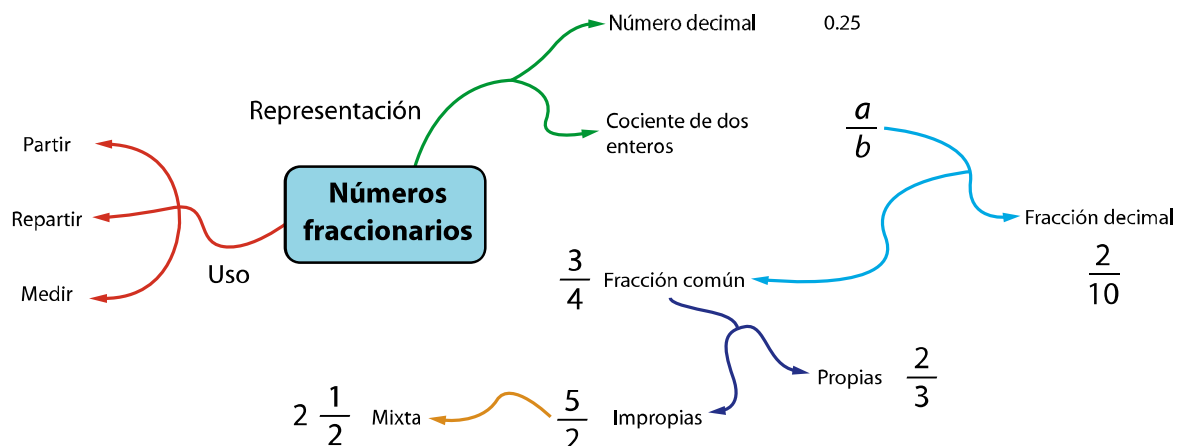 Número decimal 0.25
Representación
Cociente de dos
enteros
a/b
Partir
Repartir
Medir
Uso
Números
fraccionarios
Fracción decimal
2/10
3/4 Fracción común
Propias 2/3
2 1/2 Mixta
5/2 Impropias